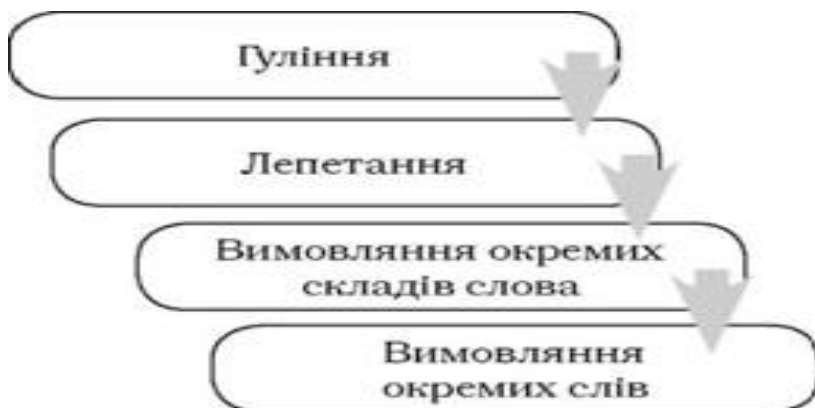 Гуління
Лепетання
Вимовляння окремих
складів слова
Вимовляння
окремих слів